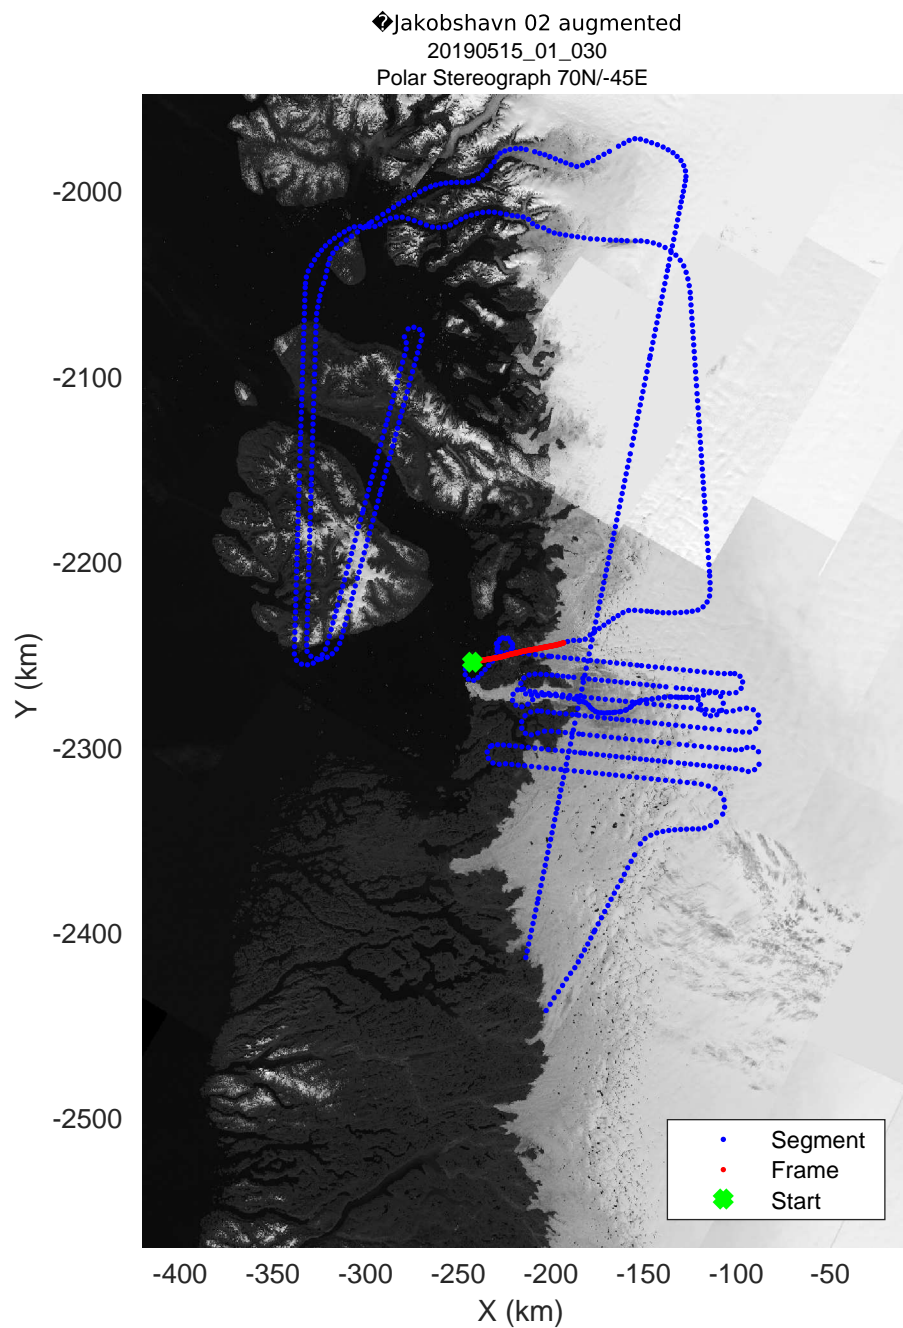 �Jakobshavn 02 augmented
20190515_01_030
Polar Stereograph 70N/-45E
-2000
-2100
-2200
-2300
-2400
-2500
Y (km)
Segment
Frame
Start
-400 -350 -300 -250 -200 -150 -100 -50
X (km)